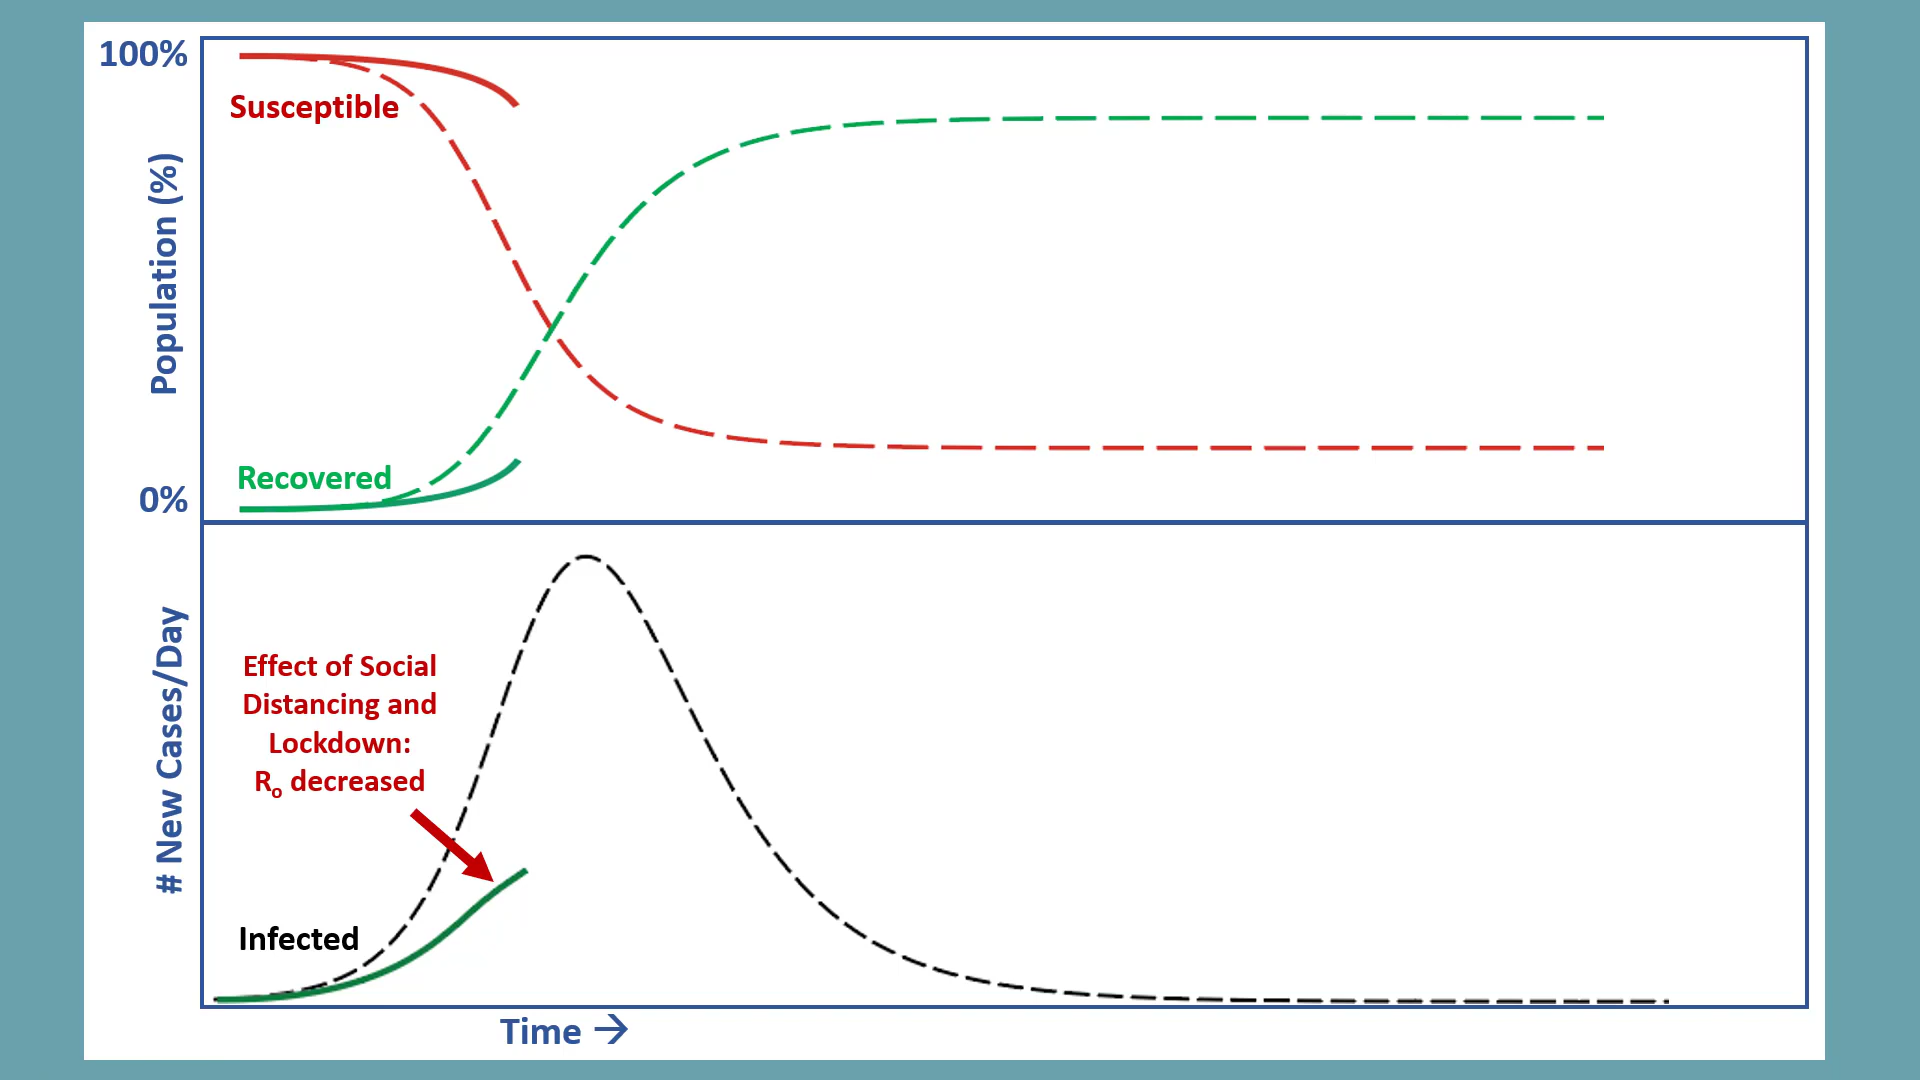 100%
Susceptible
Population (%)
Recovered
0%
# New Cases/Day
Effect of Social
Distancing and
Lockdown:
Ro decreased
Infected
Time →